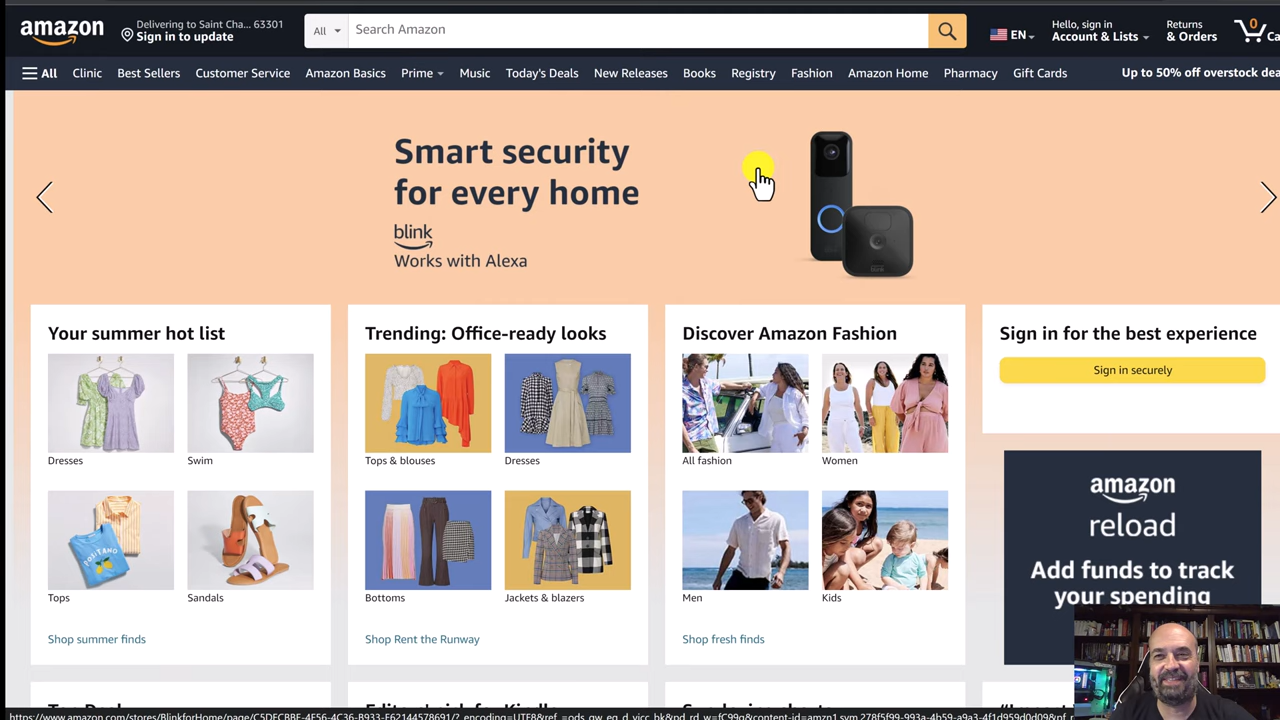 amazon
Delivering to Saint Cha... 63301
Sign in to update
All
Search Amazon
EN
Hello, sign in
Account & Lists
Returns
& Orders
0
Ca
All
Clinic
Best Sellers
Customer Service
Amazon Basics
Prime
Music
Today's Deals
New Releases
Books
Registry
Fashion
Amazon Home
Pharmacy
Gift Cards
Up to 50% off overstock dea
Smart security
for every home
blink
Works with Alexa
Your summer hot list
Dresses
Swim
POSITANO
Tops
Sandals
Shop summer finds
Trending: Office-ready looks
Tops & blouses
Dresses
Bottoms
Jackets & blazers
Shop Rent the Runway
Discover Amazon Fashion
All fashion
Women
Men
Kids
Shop fresh finds
Sign in for the best experience
Sign in securely
amazon
reload
Add funds to track
your spending